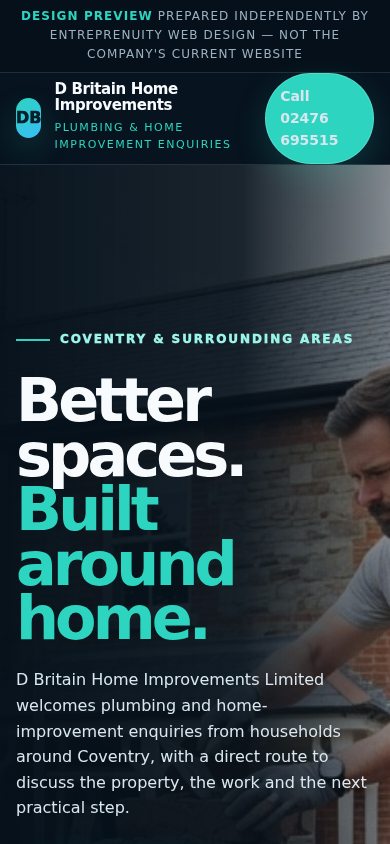 DESIGN PREVIEW PREPARED INDEPENDENTLY BY
ENTREPRENUITY WEB DESIGN — NOT THE
COMPANY'S CURRENT WEBSITE
DB
D Britain Home
Improvements
PLUMBING & HOME
IMPROVEMENT ENQUIRIES
Call
02476
695515
COVENTRY & SURROUNDING AREAS
Better
spaces.
Built
around
home.
D Britain Home Improvements Limited
welcomes plumbing and home-
improvement enquiries from households
around Coventry, with a direct route to
discuss the property, the work and the next
practical step.